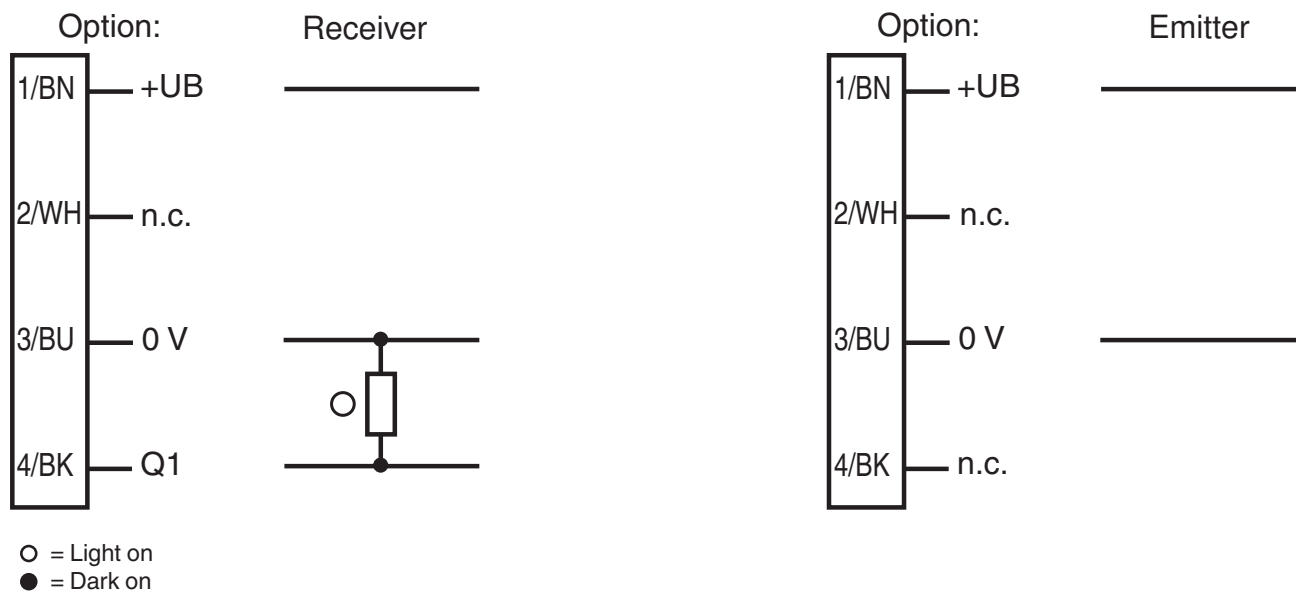 Option: Receiver
1/BN +UB
2/WH n.c.
3/BU 0 V
4/BK Q1
= Light on
= Dark on
Option: Emitter
1/BN +UB
2/WH n.c.
3/BU 0 V
4/BK n.c.